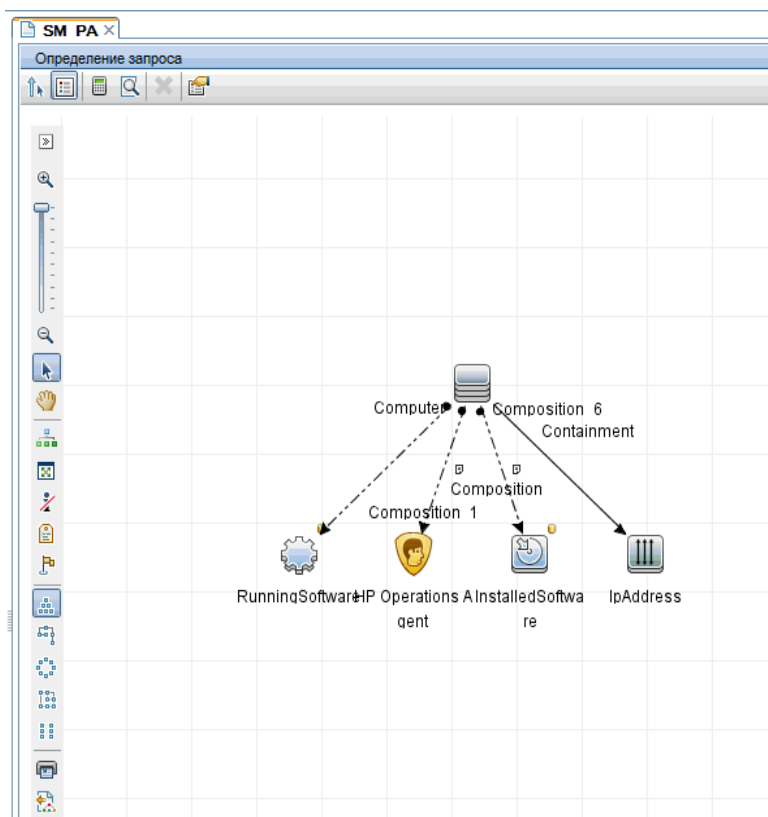 SM PA
Определение запроса
Computer
Composition 6
Containment
Composition
Composition 1
RunningSoftware
HP Operations A
gent
InstalledSoftwa
re
IpAddress